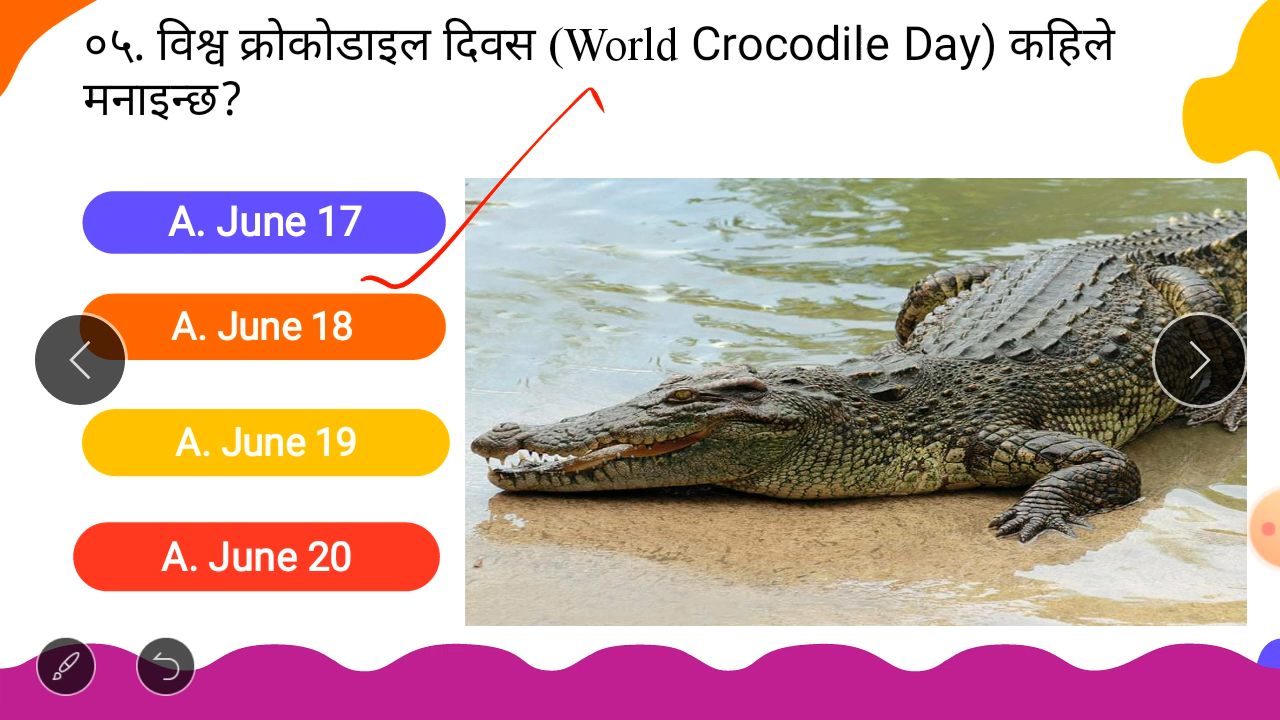 ०५. विश्व क्रोकोडाइल दिवस (World Crocodile Day) कहिले
मनाइन्छ?
A. June 17
A. June 18
A. June 19
A. June 20